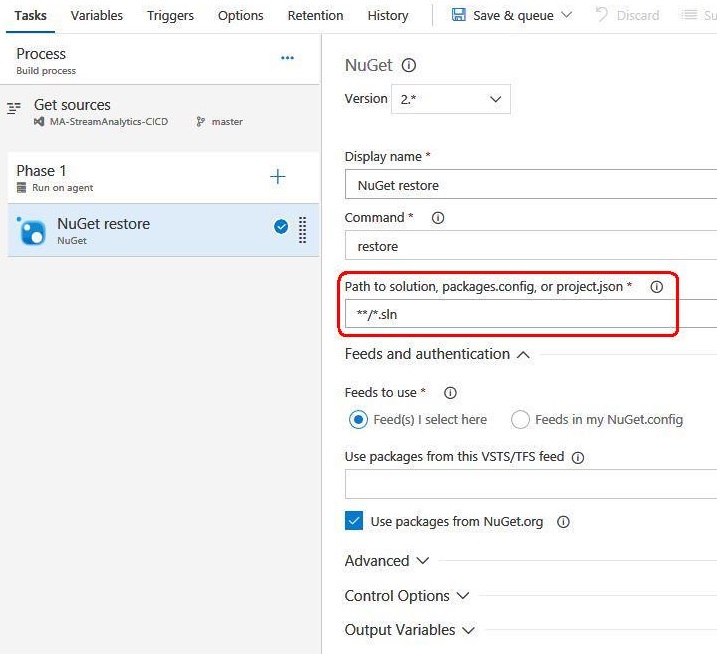 Tasks Variables Triggers Options Retention History Save & queue Discard Su
Process
Build process
Get sources
MA-StreamAnalytics-CICD master
Phase 1
Run on agent
NuGet restore
NuGet
NuGet
Version 2.*
Display name *
NuGet restore
Command *
restore
Path to solution, packages.config, or project.json *
**/*.sln
Feeds and authentication
Feeds to use *
Feed(s) I select here Feeds in my NuGet.config
Use packages from this VSTS/TFS feed
Use packages from NuGet.org
Advanced
Control Options
Output Variables